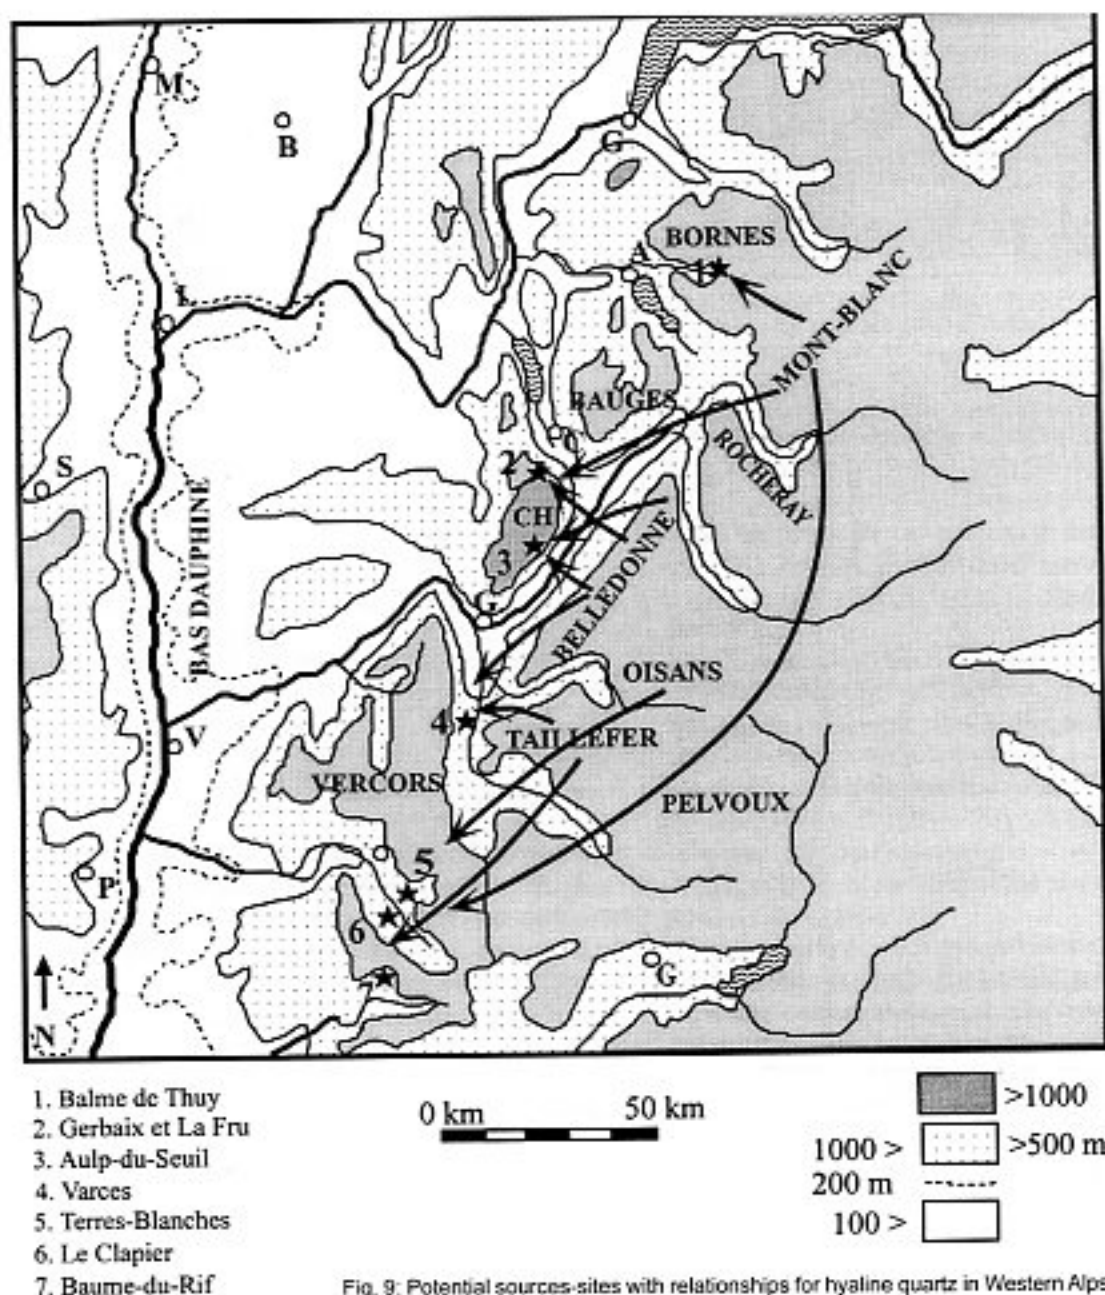 M
B
G
BORNES
A
1
L
MONT-BLANC
BAUGES
C
S
2
ROCHERAY
CH
3
BAS DAUPHINE
G
BELLEDONNE
OISANS
4
TAILLEFER
V
VERCORS
PELVOUX
5
P
6
G
N
1. Balme de Thuy
2. Gerbaix et La Fru
3. Aulp-du-Seuil
4. Varces
5. Terres-Blanches
6. Le Clapier
7. Baume-du-Rif
0 km 50 km
>1000
1000 > >500 m
200 m
100 >
Fig. 9: Potential sources-sites with relationships for hyaline quartz in Western Alps